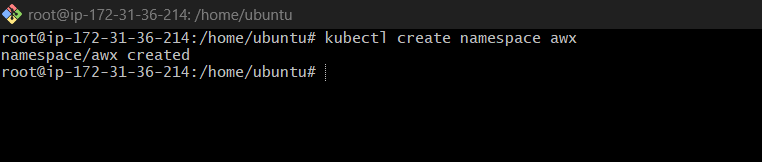 root@ip-172-31-36-214: /home/ubuntu
root@ip-172-31-36-214:/home/ubuntu# kubectl create namespace awx
namespace/awx created
root@ip-172-31-36-214:/home/ubuntu#